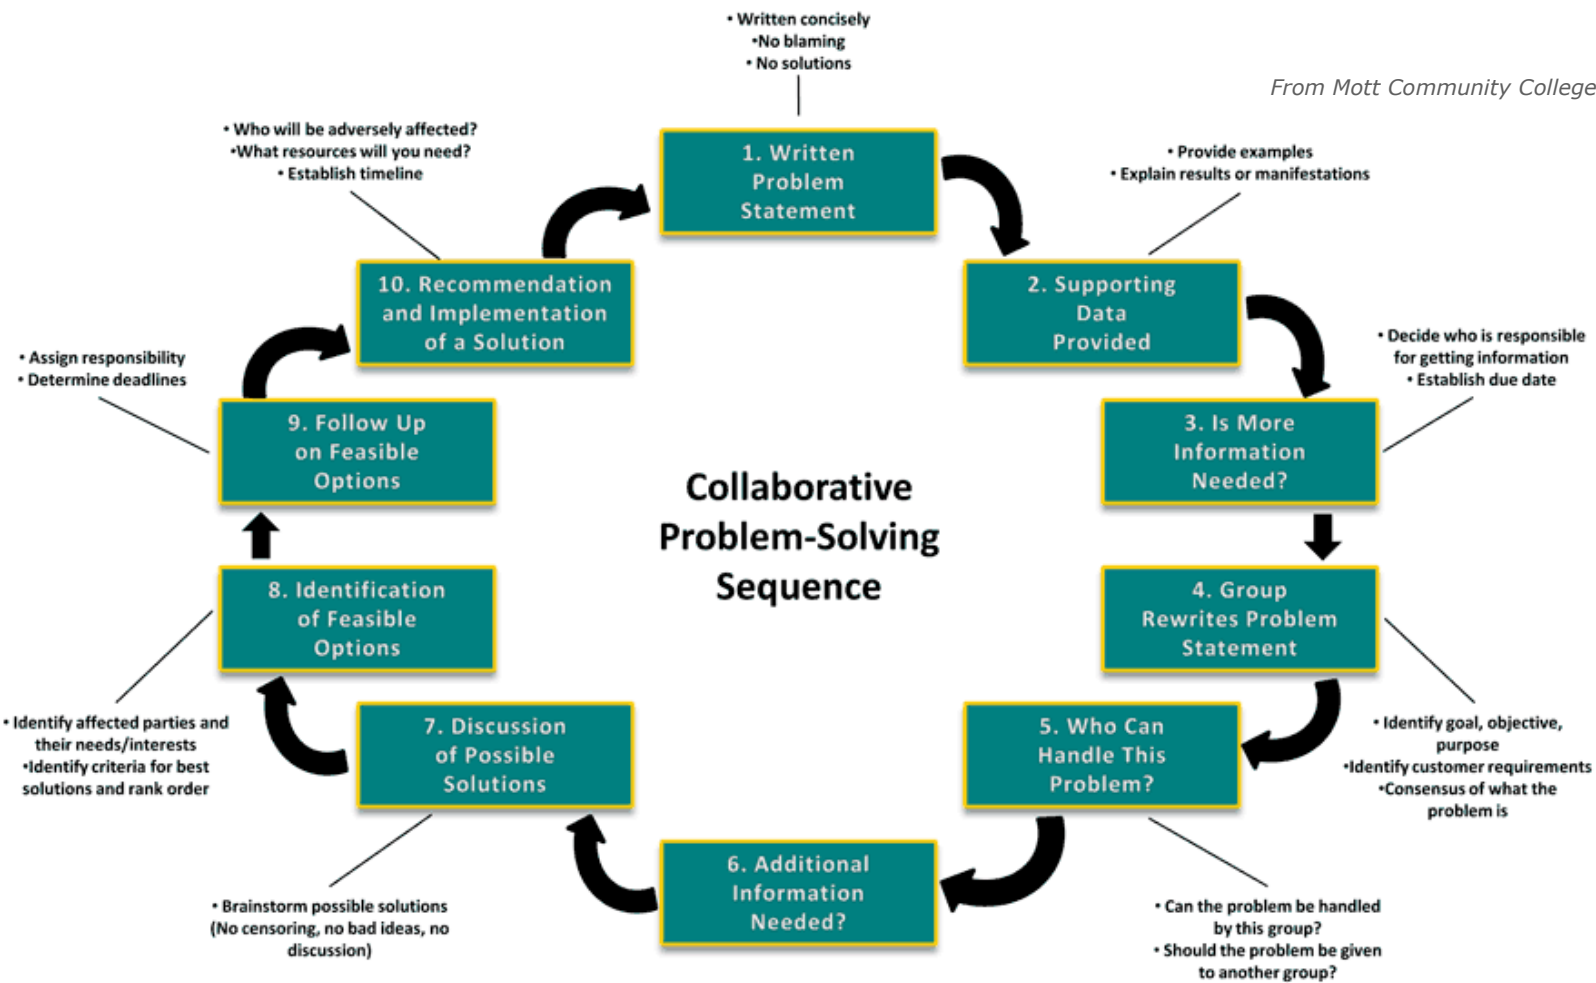 • Written concisely
•No blaming
• No solutions
From Mott Community College
1. Written
Problem
Statement
• Provide examples
• Explain results or manifestations
2. Supporting
Data
Provided
• Decide who is responsible
for getting information
• Establish due date
3. Is More
Information
Needed?
4. Group
Rewrites Problem
Statement
• Identify goal, objective,
purpose
•Identify customer requirements
•Consensus of what the
problem is
5. Who Can
Handle This
Problem?
• Can the problem be handled
by this group?
• Should the problem be given
to another group?
6. Additional
Information
Needed?
7. Discussion
of Possible
Solutions
• Brainstorm possible solutions
(No censoring, no bad ideas, no
discussion)
8. Identification
of Feasible
Options
• Identify affected parties and
their needs/interests
•Identify criteria for best
solutions and rank order
9. Follow Up
on Feasible
Options
• Assign responsibility
• Determine deadlines
10. Recommendation
and Implementation
of a Solution
• Who will be adversely affected?
•What resources will you need?
• Establish timeline
Collaborative
Problem-Solving
Sequence